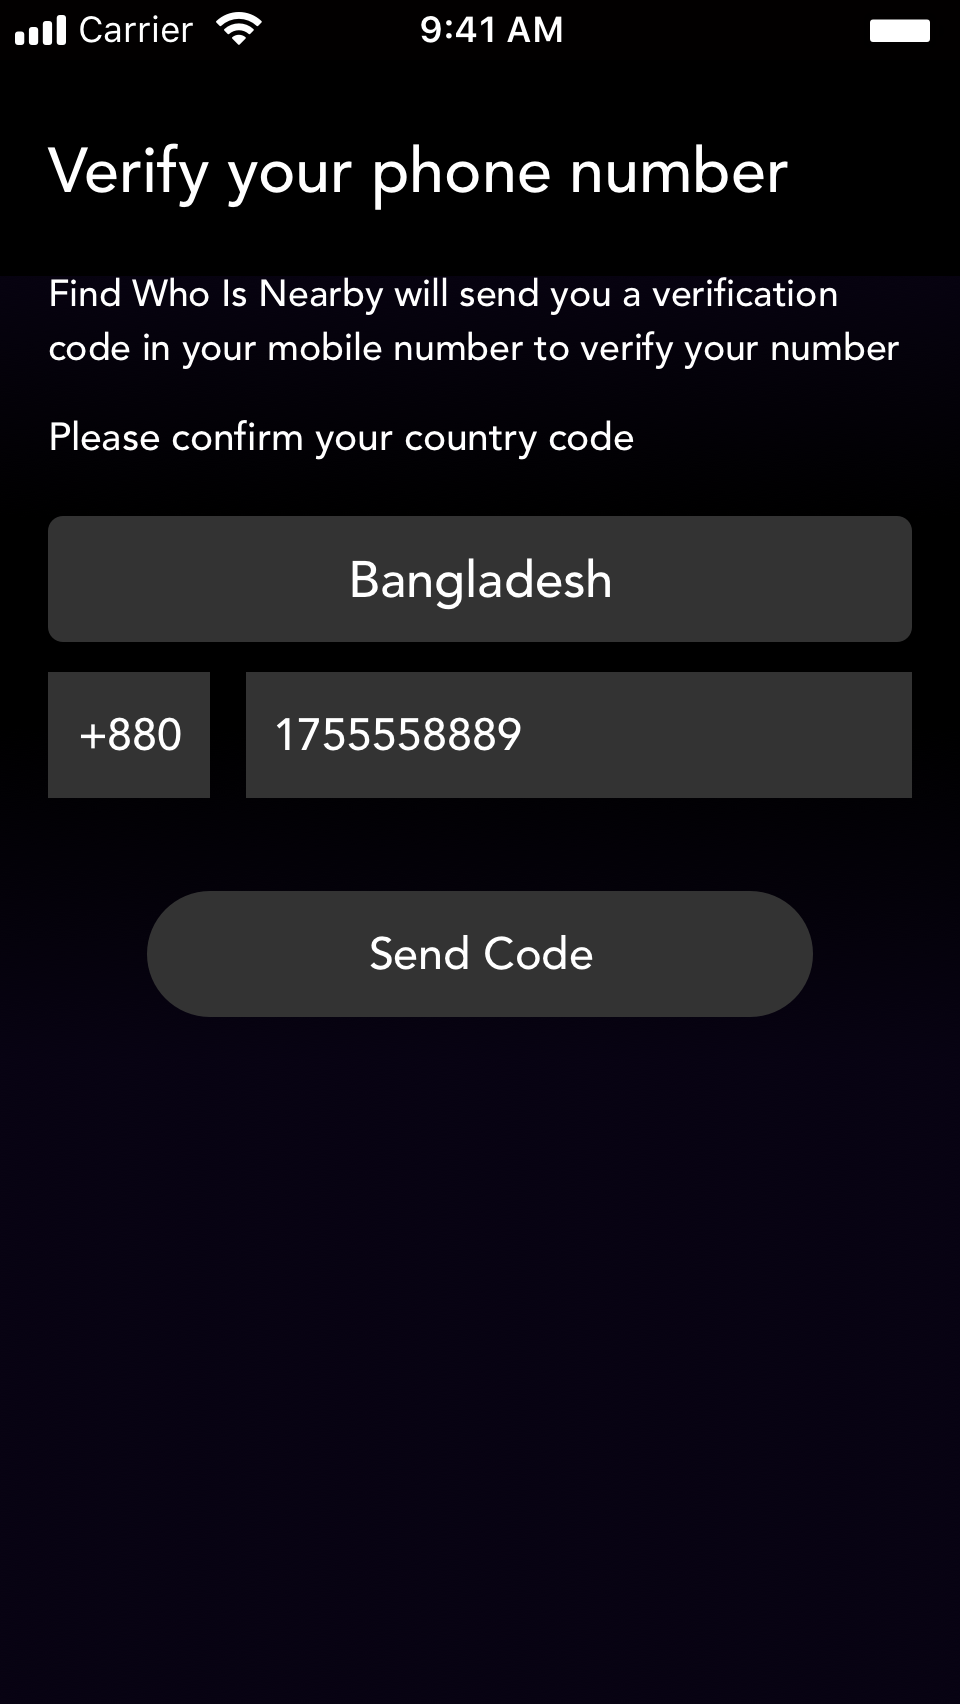 Carrier 9:41 AM
Verify your phone number
Find Who Is Nearby will send you a verification
code in your mobile number to verify your number
Please confirm your country code
Bangladesh
+880 1755558889
Send Code